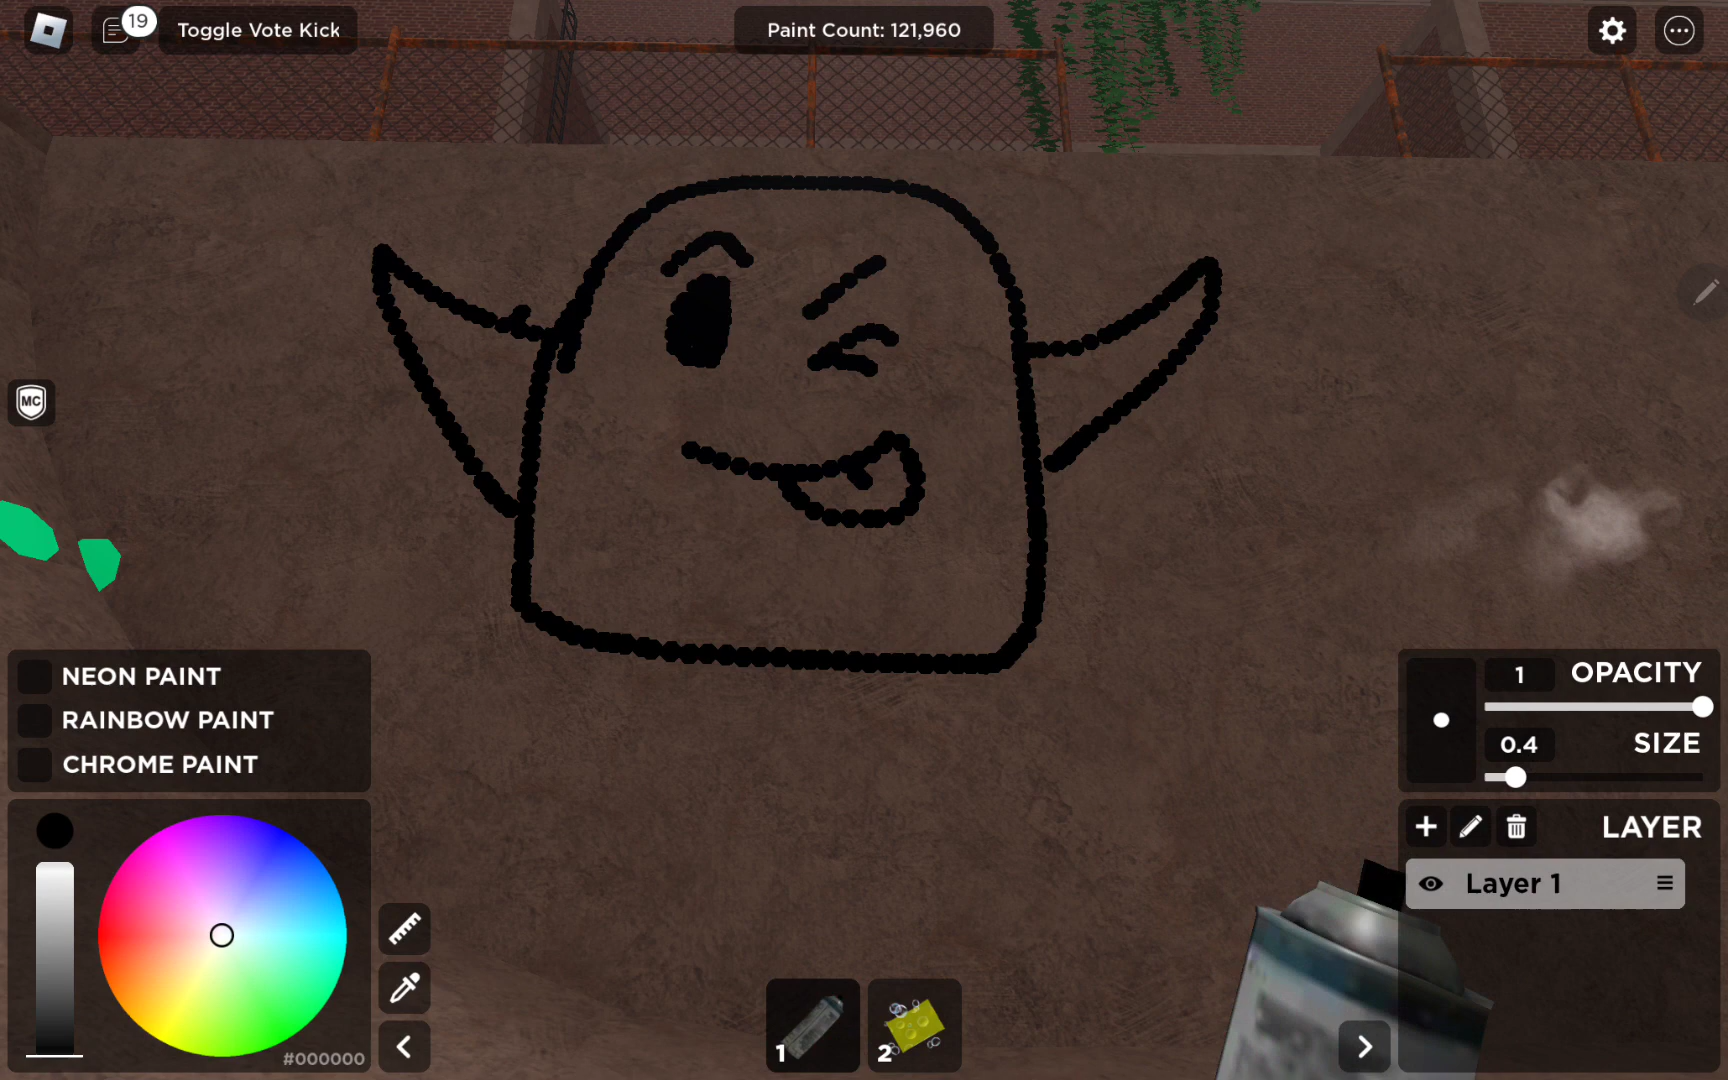 19
Toggle Vote Kick
Paint Count: 121,960
MC
NEON PAINT
RAINBOW PAINT
CHROME PAINT
#000000
1
2
1 OPACITY
0.4 SIZE
LAYER
Layer 1